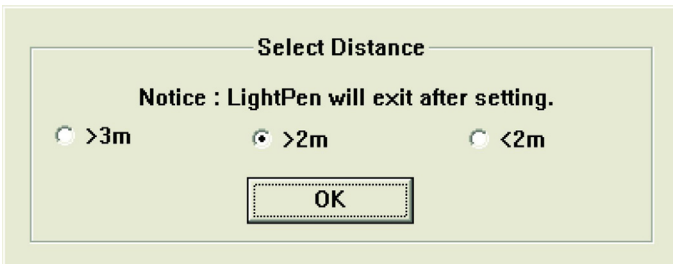 Select Distance
Notice : LightPen will exit after setting.
>3m >2m <2m
OK